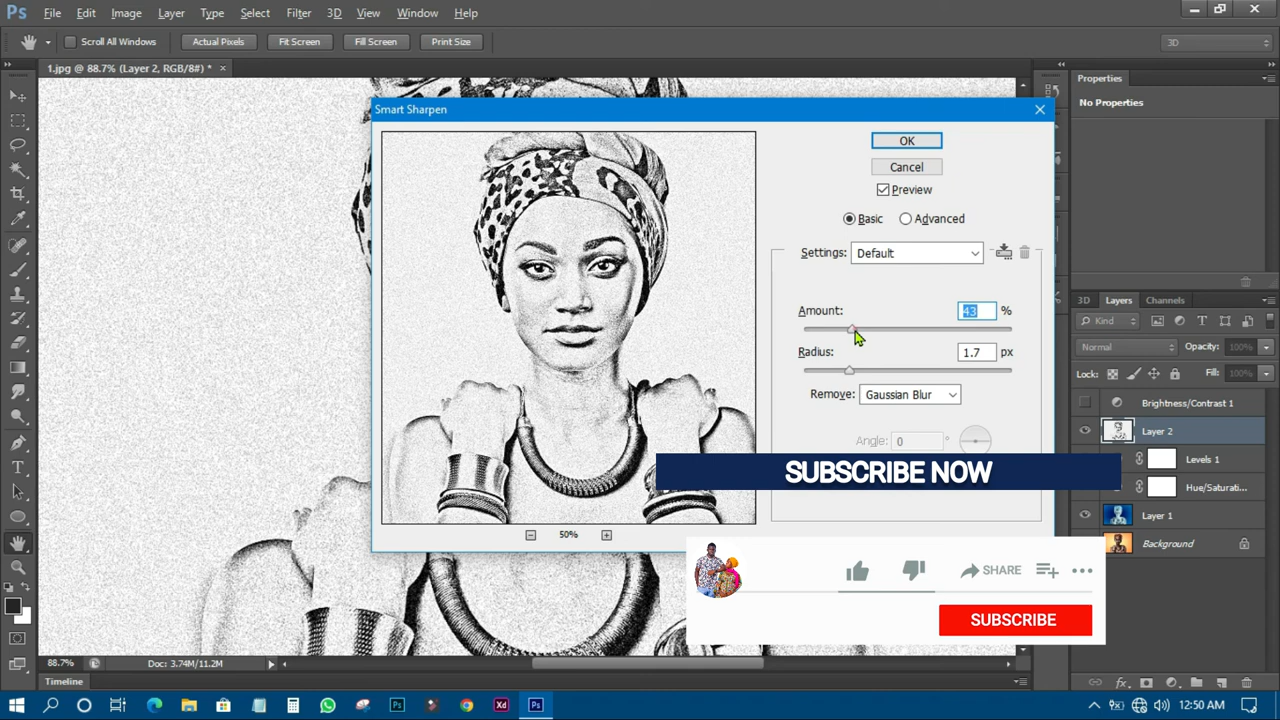 Ps File Edit Image Layer Type Select Filter 3D View Window Help
Scroll All Windows Actual Pixels Fit Screen Fill Screen Print Size 3D
1.jpg @ 88.7% (Layer 2, RGB/8#) *
Properties
No Properties
Smart Sharpen
OK
Cancel
Preview
Basic Advanced
Settings: Default
Amount: 43 %
Radius: 1.7 px
Remove: Gaussian Blur
Angle: 0 °
50%
3D Layers Channels
Kind
Normal Opacity: 100%
Lock: Fill: 100%
Brightness/Contrast 1
Layer 2
Levels 1
Hue/Saturati...
Layer 1
Background
SUBSCRIBE NOW
SHARE
SUBSCRIBE
88.7% Doc: 3.74M/11.2M
Timeline
Ps Xd Ps 12:50 AM